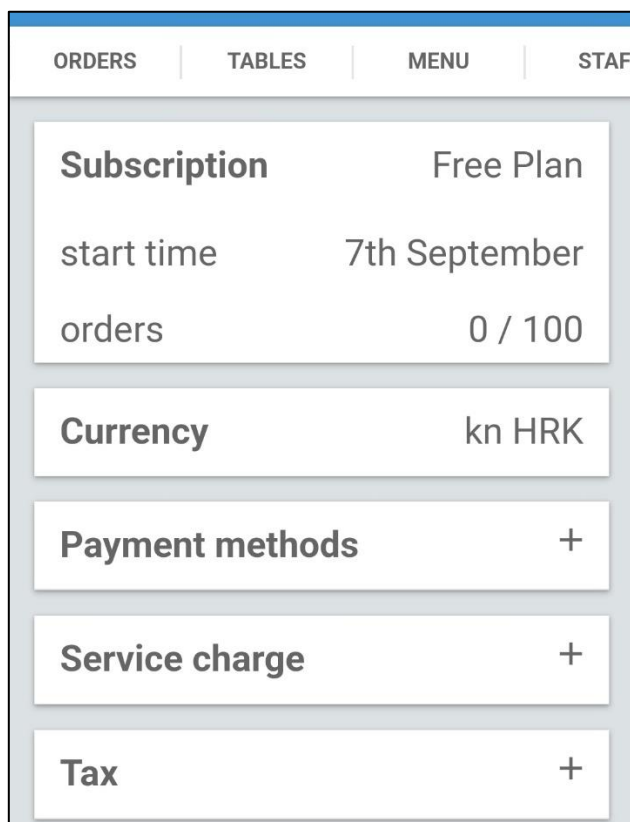 ORDERS TABLES MENU STAF
Subscription Free Plan
start time 7th September
orders 0 / 100
Currency kn HRK
Payment methods +
Service charge +
Tax +